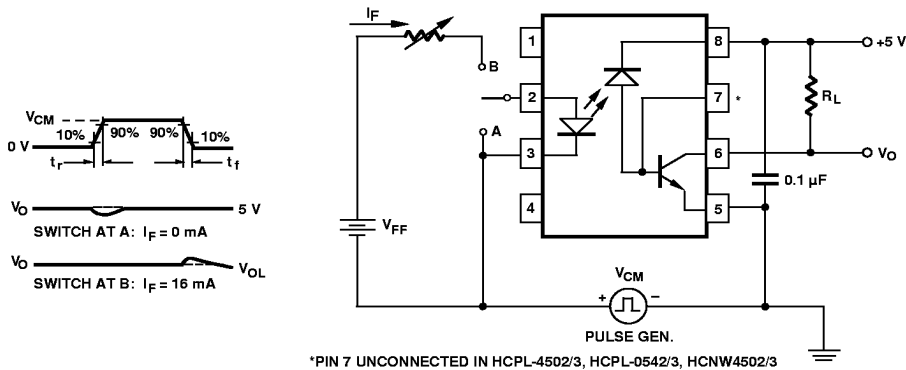 I_F
1
8
+5 V
B
2
7
*
R_L
V_CM
10%
90%
90%
10%
0 V
t_r
t_f
A
3
6
V_O
0.1 µF
4
5
V_O
5 V
SWITCH AT A: I_F = 0 mA
V_FF
V_O
V_OL
SWITCH AT B: I_F = 16 mA
V_CM
+
–
PULSE GEN.
*PIN 7 UNCONNECTED IN HCPL-4502/3, HCPL-0542/3, HCNW4502/3